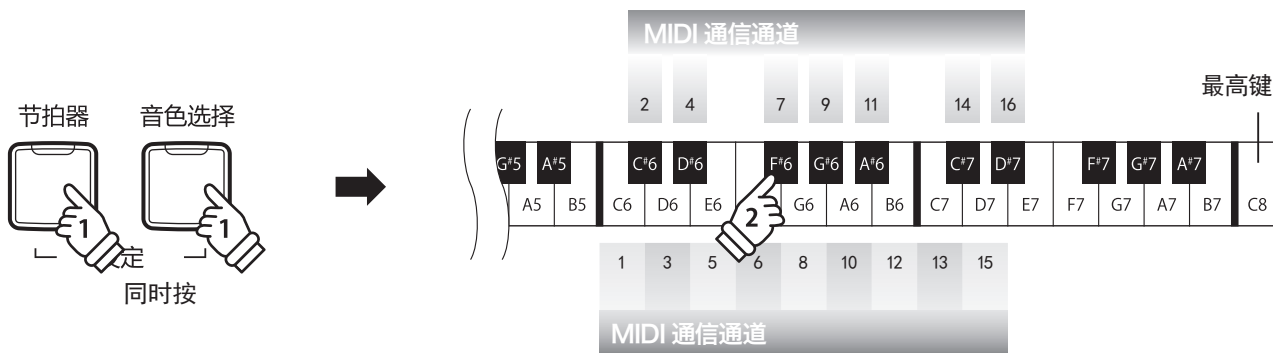 MIDI 通信通道
2 4 7 9 11 14 16
最高键
节拍器 音色选择
G#5 A#5 C#6 D#6 F#6 G#6 A#6 C#7 D#7 F#7 G#7 A#7
A5 B5 C6 D6 E6 G6 A6 B6 C7 D7 E7 F7 G7 A7 B7 C8
1 1 2
定
同时按
1 3 5 6 8 10 12 13 15
MIDI 通信通道